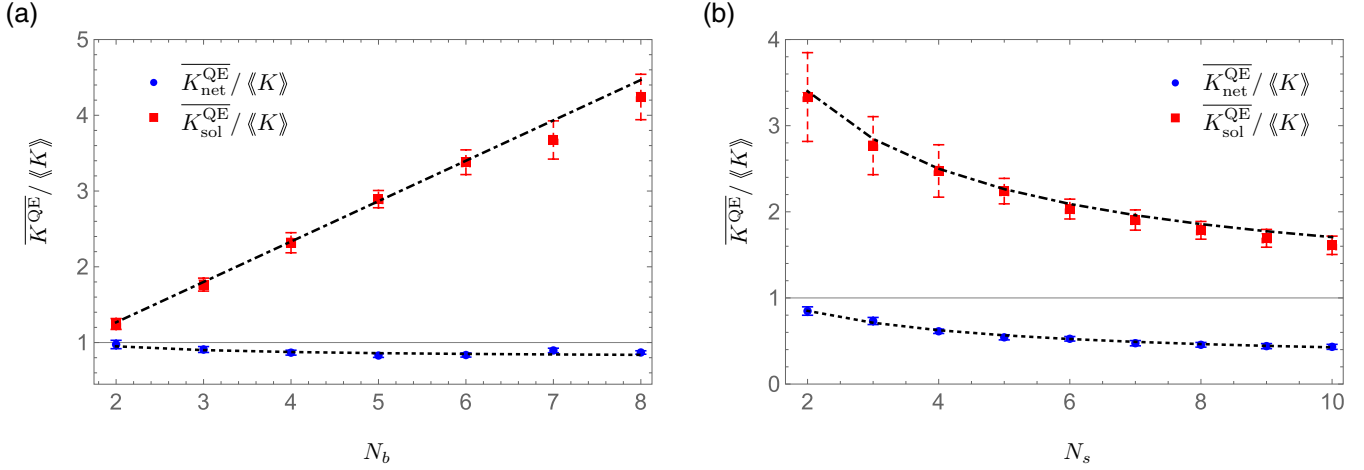 (a)
5
4
3
2
1
K^QE / ⟪K⟫
K_net^QE / ⟪K⟫
K_sol^QE / ⟪K⟫
2 3 4 5 6 7 8
N_b
(b)
4
3
2
1
0
K^QE / ⟪K⟫
K_net^QE / ⟪K⟫
K_sol^QE / ⟪K⟫
2 4 6 8 10
N_s